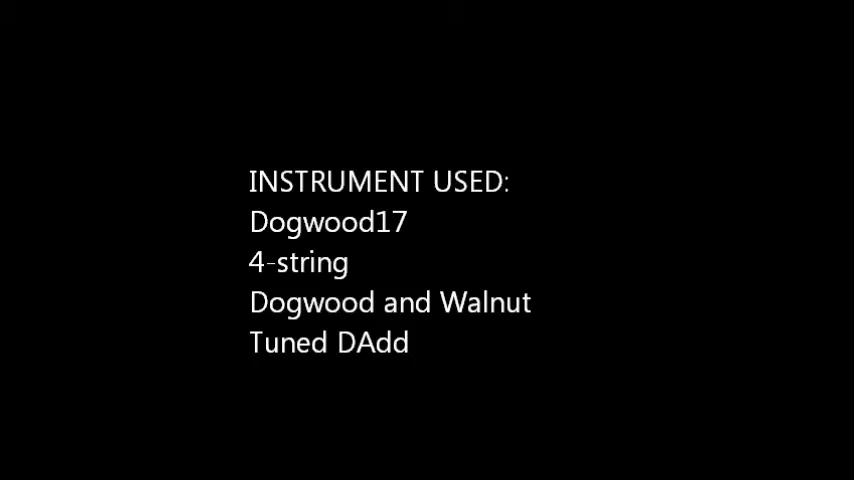 INSTRUMENT USED:
Dogwood17
4-string
Dogwood and Walnut
Tuned DAdd